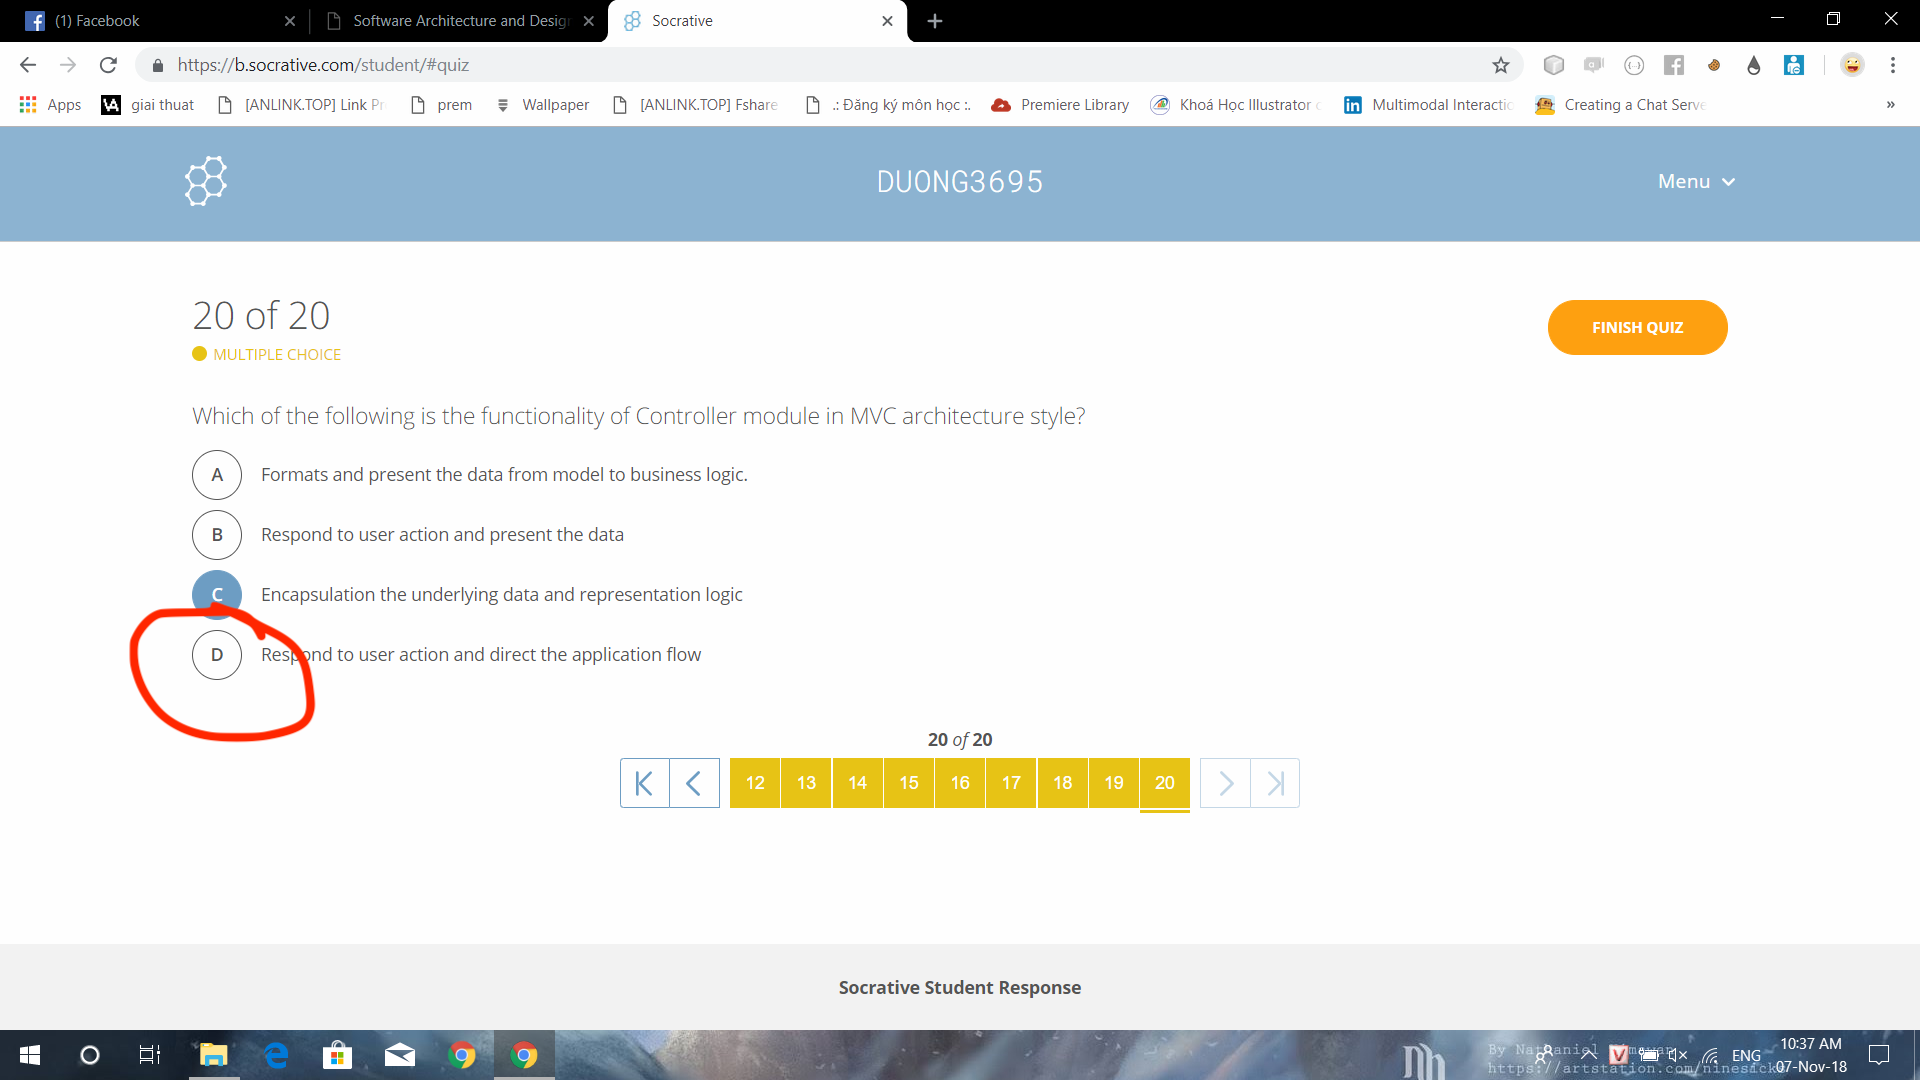 (1) Facebook
Software Architecture and Desig
Socrative
https://b.socrative.com/student/#quiz
Apps
giai thuat
[ANLINK.TOP] Link Pr
prem
Wallpaper
[ANLINK.TOP] Fshare
.: Đăng ký môn học :.
Premiere Library
Khoá Học Illustrator c
Multimodal Interactio
Creating a Chat Serve
»
DUONG3695
Menu
20 of 20
MULTIPLE CHOICE
FINISH QUIZ
Which of the following is the functionality of Controller module in MVC architecture style?
A Formats and present the data from model to business logic.
B Respond to user action and present the data
C Encapsulation the underlying data and representation logic
D Respond to user action and direct the application flow
20 of 20
12 13 14 15 16 17 18 19 20
Socrative Student Response
By Nathaniel
ENG
10:37 AM
07-Nov-18